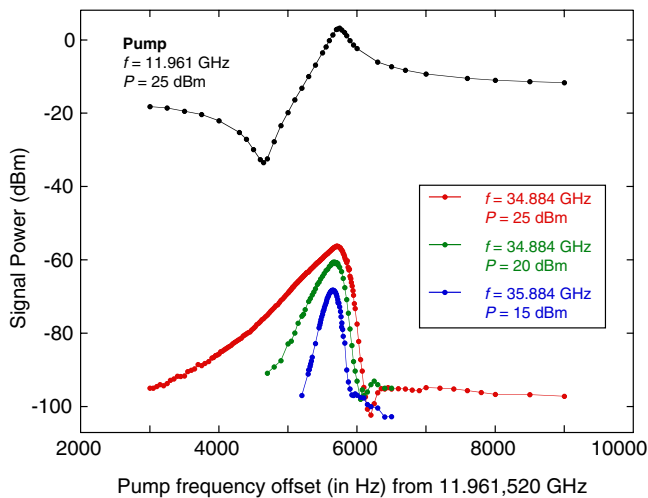 Pump
f = 11.961 GHz
P = 25 dBm
0
-20
-40
-60
-80
-100
Signal Power (dBm)
f = 34.884 GHz
P = 25 dBm
f = 34.884 GHz
P = 20 dBm
f = 35.884 GHz
P = 15 dBm
2000 4000 6000 8000 10000
Pump frequency offset (in Hz) from 11.961,520 GHz